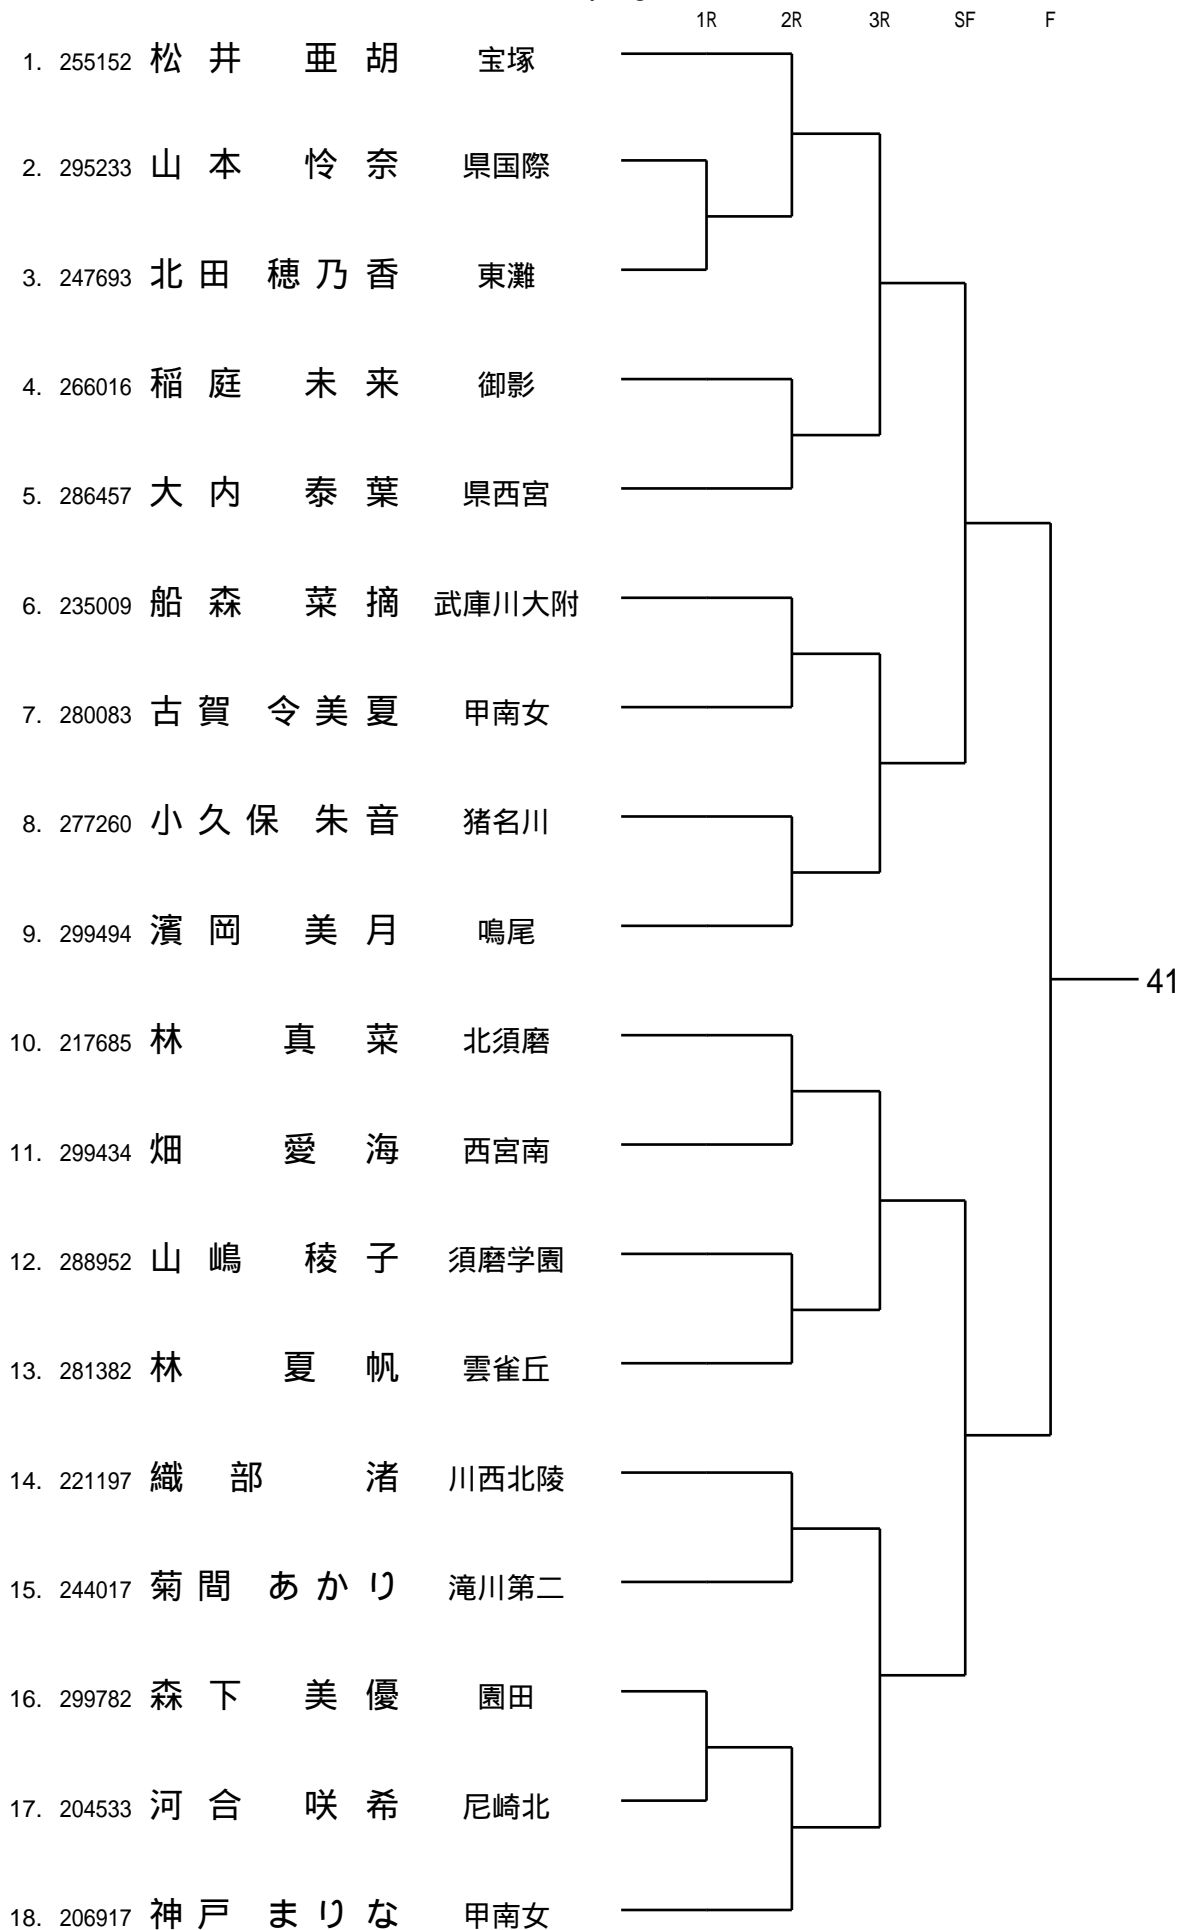 1R 2R 3R SF F
1. 255152 松井 亜胡 宝塚
2. 295233 山本 怜奈 県国際
3. 247693 北田 穂乃香 東灘
4. 266016 稲庭 未来 御影
5. 286457 大内 泰葉 県西宮
6. 235009 船森 菜摘 武庫川大附
7. 280083 古賀 令美夏 甲南女
8. 277260 小久保 朱音 猪名川
9. 299494 濱岡 美月 鳴尾
41
10. 217685 林 真菜 北須磨
11. 299434 畑 愛海 西宮南
12. 288952 山嶋 稜子 須磨学園
13. 281382 林 夏帆 雲雀丘
14. 221197 織部 渚 川西北陵
15. 244017 菊間 あかり 滝川第二
16. 299782 森下 美優 園田
17. 204533 河合 咲希 尼崎北
18. 206917 神戸 まりな 甲南女